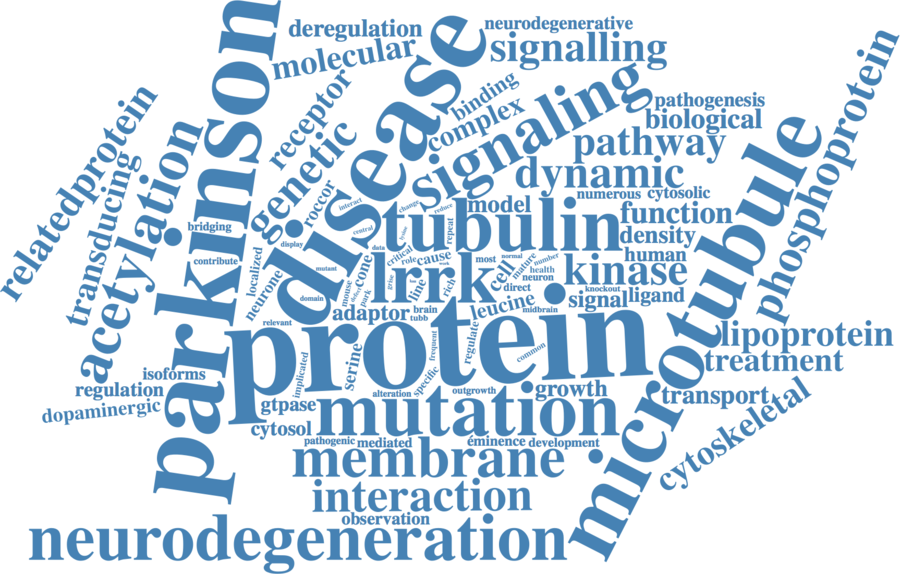 neurodegenerative
deregulation
signalling
molecular
parkinson
disease
binding
receptor
complex
signaling
pathogenesis
biological
phosphoprotein
relatedprotein
transducing
acetylation
genetic
pathway
dynamic
microtubule
roccor
interact
change
reduce
model
numerous
cytosolic
bridging
central
tubulin
repeat
function
density
display
data
critical
role
cause
most
normal
number
human
contribute
localized
neurone
mutant
cone
lrrk
cell
mature
health
neuron
kinase
mouse
park
line
rich
direct
knockout
signal
ligand
domain
adaptor
brain
tubb
leucine
midbrain
relevant
protein
lipoprotein
treatment
regulate
frequent
common
implicated
serine
specific
isoforms
regulation
dopaminergic
alteration
outgrowth
growth
transport
cytoskeletal
gtpase
mutation
cytosol
pathogenic
mediated
éminence
development
membrane
interaction
observation
neurodegeneration